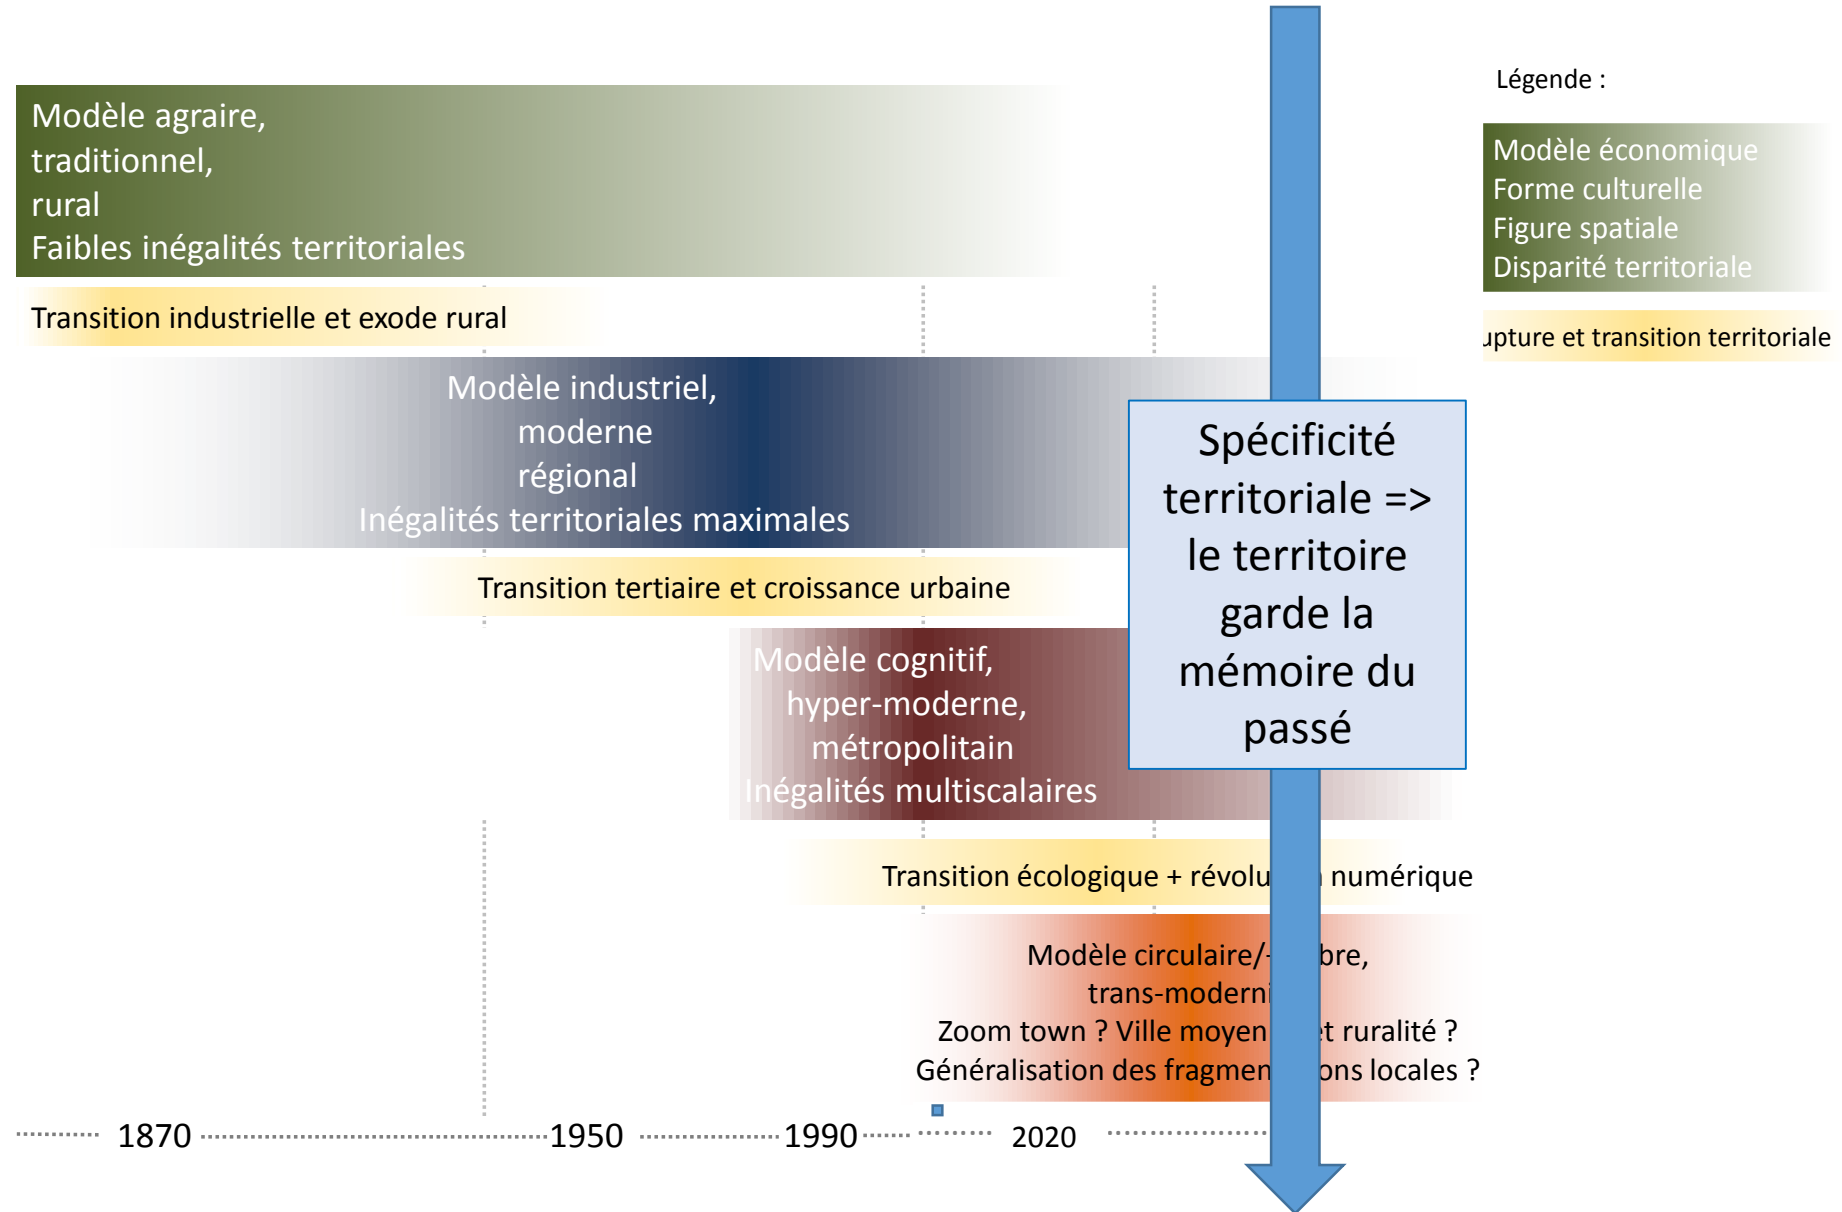 Légende :
Modèle agraire,
traditionnel,
rural
Faibles inégalités territoriales
Modèle économique
Forme culturelle
Figure spatiale
Disparité territoriale
Transition industrielle et exode rural
upture et transition territoriale
Modèle industriel,
moderne
régional
Inégalités territoriales maximales
Spécificité
territoriale =>
le territoire
garde la
mémoire du
passé
Transition tertiaire et croissance urbaine
Modèle cognitif,
hyper-moderne,
métropolitain
Inégalités multiscalaires
Transition écologique + révolu n numérique
Modèle circulaire/ bre,
trans-moderni
Zoom town ? Ville moyen et ruralité ?
Généralisation des fragmen ons locales ?
1870 1950 1990 2020